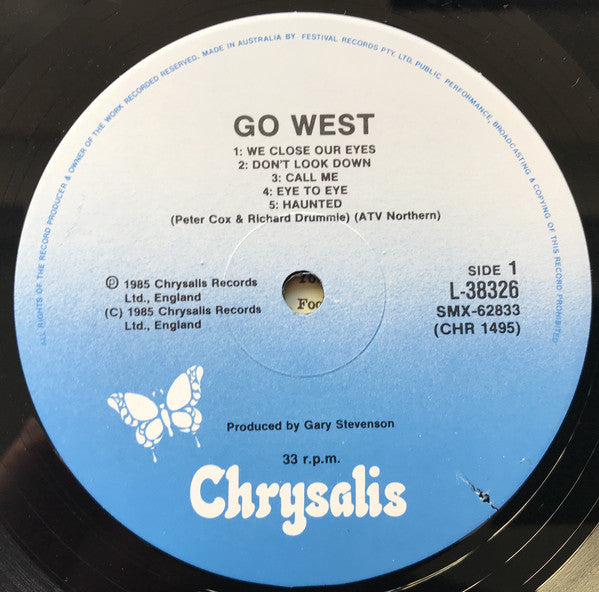 ALL RIGHTS OF THE RECORD PRODUCER & OWNER OF THE WORK RECORDED RESERVED. MADE IN AUSTRALIA BY FESTIVAL RECORDS PTY. LTD. PUBLIC PERFORMANCE, BROADCASTING & COPYING OF THIS RECORD PROHIBITED
GO WEST
1: WE CLOSE OUR EYES
2: DON'T LOOK DOWN
3: CALL ME
4: EYE TO EYE
5: HAUNTED
(Peter Cox & Richard Drummie) (ATV Northern)
℗ 1985 Chrysalis Records
Ltd., England
(C) 1985 Chrysalis Records
Ltd., England
Foo
SIDE 1
L-38326
SMX-62833
(CHR 1495)
Produced by Gary Stevenson
33 r.p.m.
Chrysalis